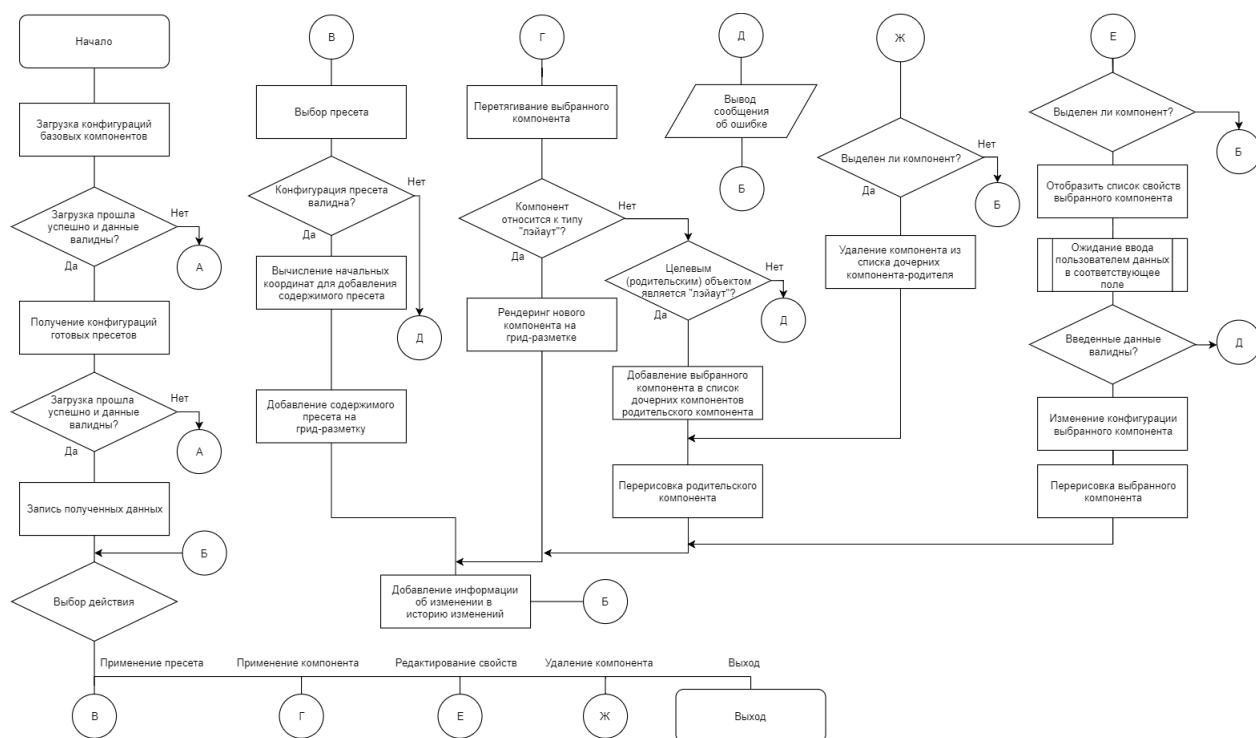 Начало
Загрузка конфигураций
базовых компонентов
Загрузка прошла
успешно и данные
валидны?
Нет
А
Да
Получение конфигураций
готовых пресетов
Загрузка прошла
успешно и данные
валидны?
Нет
А
Да
Запись полученных данных
Б
Выбор действия
Применение пресета
Применение компонента
Редактирование свойств
Удаление компонента
Выход
В
Г
Е
Ж
Выход
В
Выбор пресета
Конфигурация пресета
валидна?
Нет
Да
Вычисление начальных
координат для добавления
содержимого пресета
Д
Добавление содержимого
пресета на
грид-разметку
Добавление информации
об изменении в
историю изменений
Б
Г
Перетягивание выбранного
компонента
Компонент
относится к типу
"лэйаут"?
Нет
Да
Рендеринг нового
компонента на
грид-разметке
Целевым
(родительским) объектом
является "лэйаут"?
Нет
Д
Да
Добавление выбранного
компонента в список
дочерних компонентов
родительского компонента
Перерисовка родительского
компонента
Д
Вывод
сообщения
об ошибке
Б
Ж
Выделен ли компонент?
Нет
Б
Да
Удаление компонента из
списка дочерних
компонента-родителя
Е
Выделен ли компонент?
Нет
Б
Да
Отобразить список свойств
выбранного компонента
Ожидание ввода
пользователем данных
в соответствующее
поле
Введенные данные
валидны?
Д
Изменение конфигурации
выбранного компонента
Перерисовка выбранного
компонента